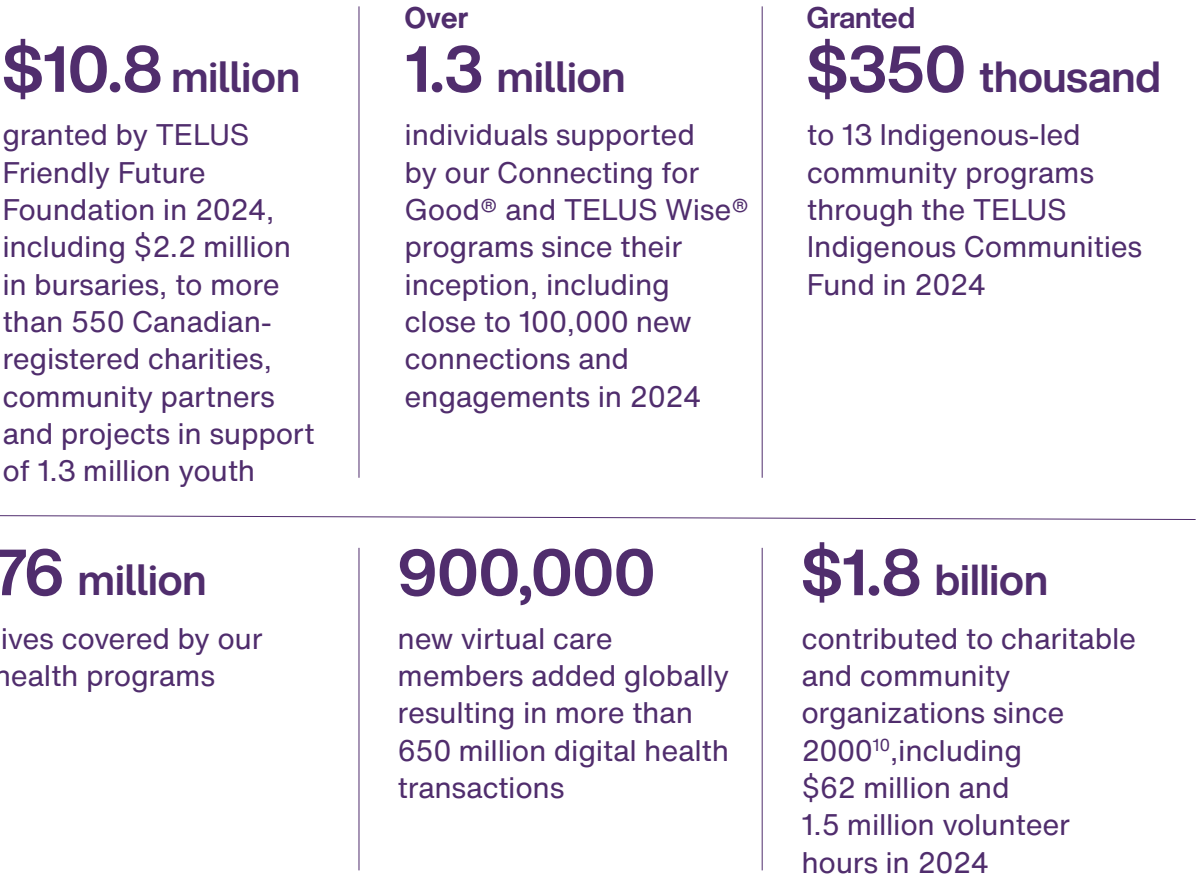 $10.8 million
granted by TELUS
Friendly Future
Foundation in 2024,
including $2.2 million
in bursaries, to more
than 550 Canadian-
registered charities,
community partners
and projects in support
of 1.3 million youth
Over
1.3 million
individuals supported
by our Connecting for
Good® and TELUS Wise®
programs since their
inception, including
close to 100,000 new
connections and
engagements in 2024
Granted
$350 thousand
to 13 Indigenous-led
community programs
through the TELUS
Indigenous Communities
Fund in 2024
76 million
ives covered by our
health programs
900,000
new virtual care
members added globally
resulting in more than
650 million digital health
transactions
$1.8 billion
contributed to charitable
and community
organizations since
2000¹⁰,including
$62 million and
1.5 million volunteer
hours in 2024